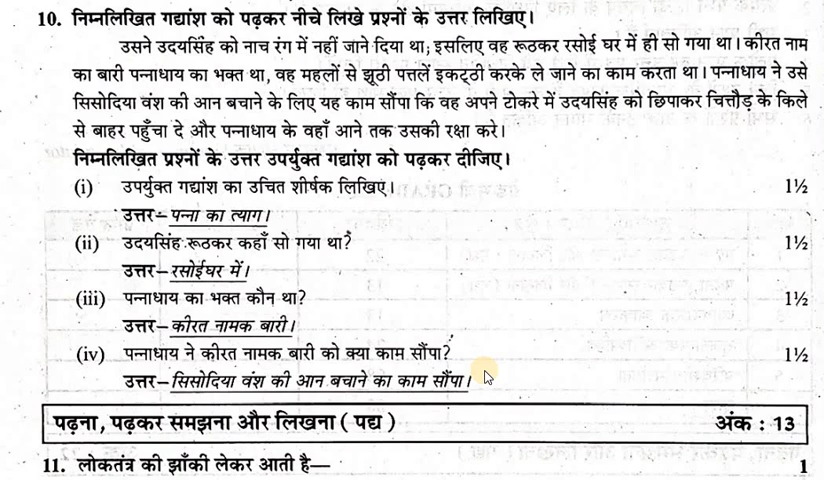 10. निम्नलिखित गद्यांश को पढ़कर नीचे लिखे प्रश्नों के उत्तर लिखिए।
उसने उदयसिंह को नाच रंग में नहीं जाने दिया था; इसलिए वह रूठकर रसोई घर में ही सो गया था। कीरत नाम
का बारी पन्नाधाय का भक्त था, वह महलों से झूठी पत्तलें इकट्ठी करके ले जाने का काम करता था। पन्नाधाय ने उसे
सिसोदिया वंश की आन बचाने के लिए यह काम सौंपा कि वह अपने टोकरे में उदयसिंह को छिपाकर चित्तौड़ के किले
से बाहर पहुँचा दे और पन्नाधाय के वहाँ आने तक उसकी रक्षा करे।
निम्नलिखित प्रश्नों के उत्तर उपर्युक्त गद्यांश को पढ़कर दीजिए।
(i) उपर्युक्त गद्यांश का उचित शीर्षक लिखिए। 1½
उत्तर–पन्ना का त्याग।
(ii) उदयसिंह रूठकर कहाँ सो गया था? 1½
उत्तर–रसोईघर में।
(iii) पन्नाधाय का भक्त कौन था? 1½
उत्तर–कीरत नामक बारी।
(iv) पन्नाधाय ने कीरत नामक बारी को क्या काम सौंपा? 1½
उत्तर–सिसोदिया वंश की आन बचाने का काम सौंपा।
पढ़ना, पढ़कर समझना और लिखना ( पद्य ) अंक : 13
11. लोकतंत्र की झाँकी लेकर आती है— 1